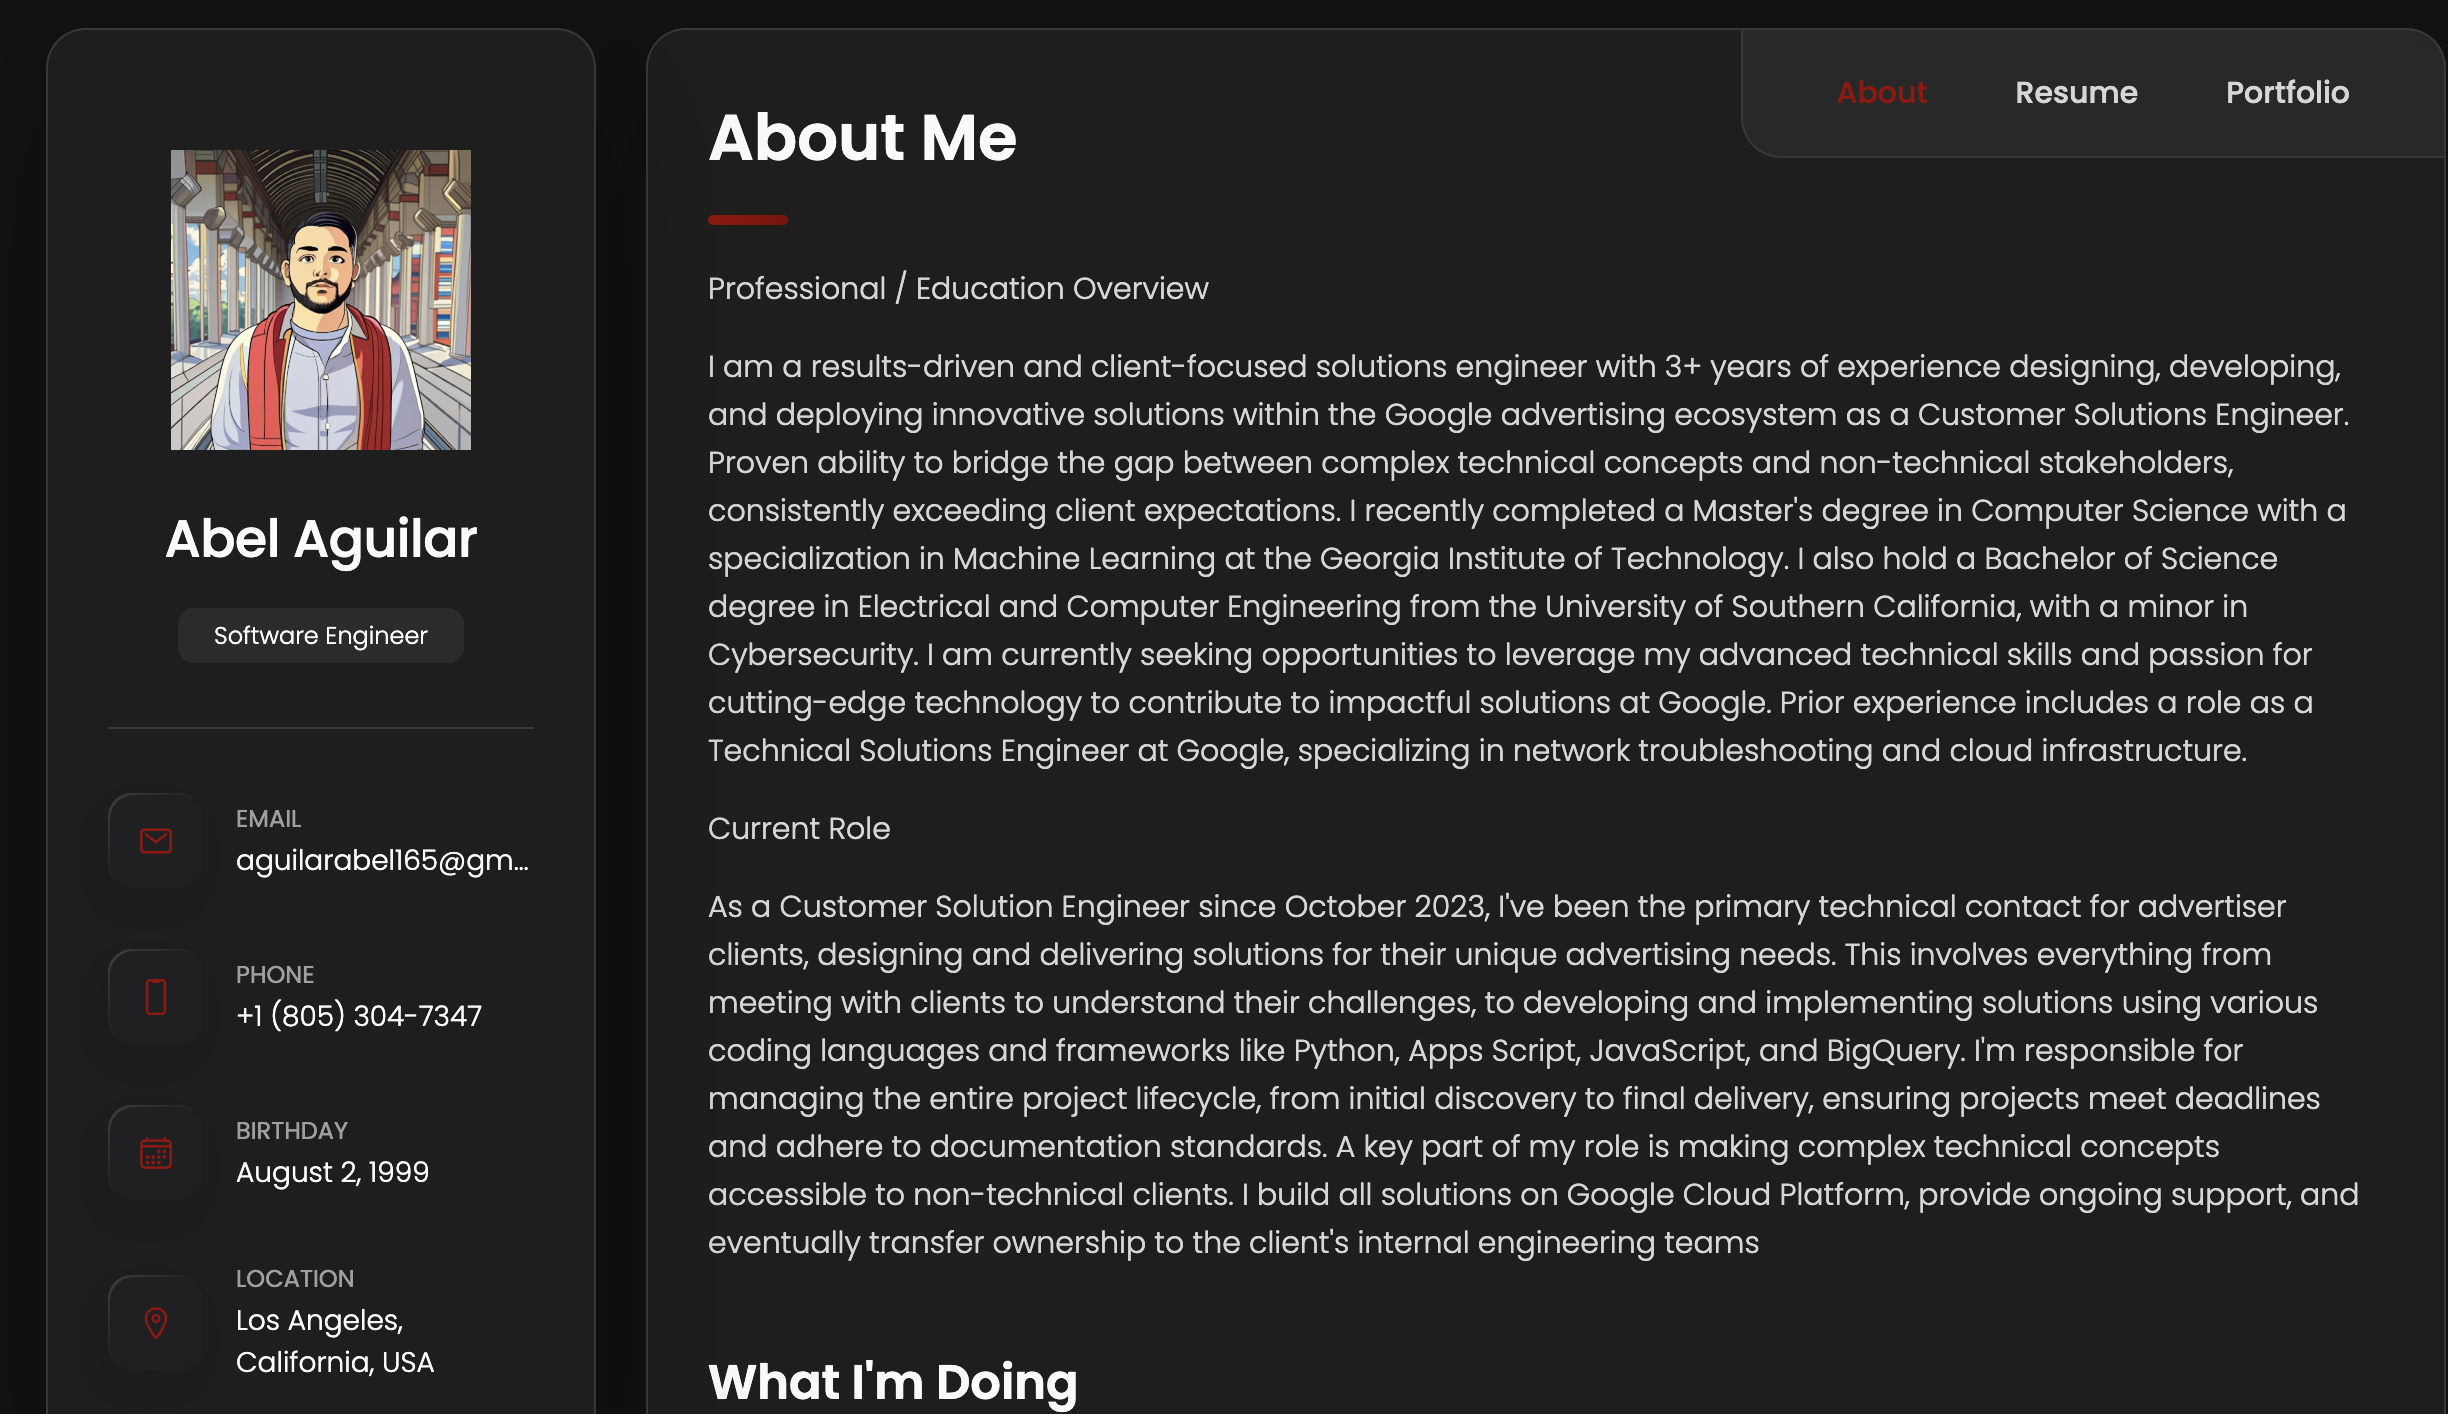 Abel Aguilar
Software Engineer
EMAIL
aguilarabel165@gm...
PHONE
+1 (805) 304-7347
BIRTHDAY
August 2, 1999
LOCATION
Los Angeles,
California, USA
About
Resume
Portfolio
About Me
Professional / Education Overview
I am a results-driven and client-focused solutions engineer with 3+ years of experience designing, developing,
and deploying innovative solutions within the Google advertising ecosystem as a Customer Solutions Engineer.
Proven ability to bridge the gap between complex technical concepts and non-technical stakeholders,
consistently exceeding client expectations. I recently completed a Master's degree in Computer Science with a
specialization in Machine Learning at the Georgia Institute of Technology. I also hold a Bachelor of Science
degree in Electrical and Computer Engineering from the University of Southern California, with a minor in
Cybersecurity. I am currently seeking opportunities to leverage my advanced technical skills and passion for
cutting-edge technology to contribute to impactful solutions at Google. Prior experience includes a role as a
Technical Solutions Engineer at Google, specializing in network troubleshooting and cloud infrastructure.
Current Role
As a Customer Solution Engineer since October 2023, I've been the primary technical contact for advertiser
clients, designing and delivering solutions for their unique advertising needs. This involves everything from
meeting with clients to understand their challenges, to developing and implementing solutions using various
coding languages and frameworks like Python, Apps Script, JavaScript, and BigQuery. I'm responsible for
managing the entire project lifecycle, from initial discovery to final delivery, ensuring projects meet deadlines
and adhere to documentation standards. A key part of my role is making complex technical concepts
accessible to non-technical clients. I build all solutions on Google Cloud Platform, provide ongoing support, and
eventually transfer ownership to the client's internal engineering teams
What I'm Doing